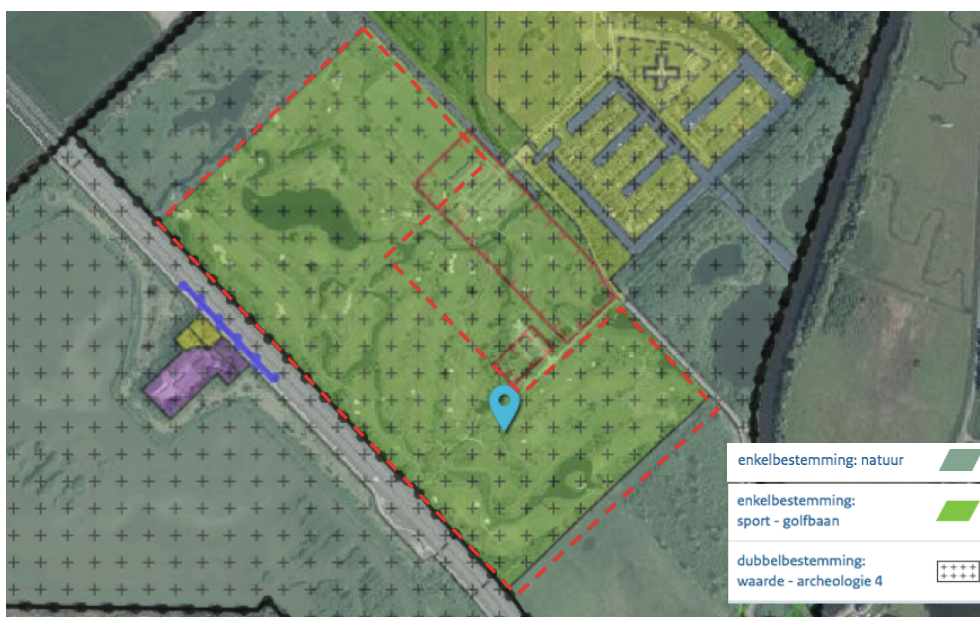 enkelbestemming: natuur
enkelbestemming:
sport - golfbaan
dubbelbestemming:
waarde - archeologie 4